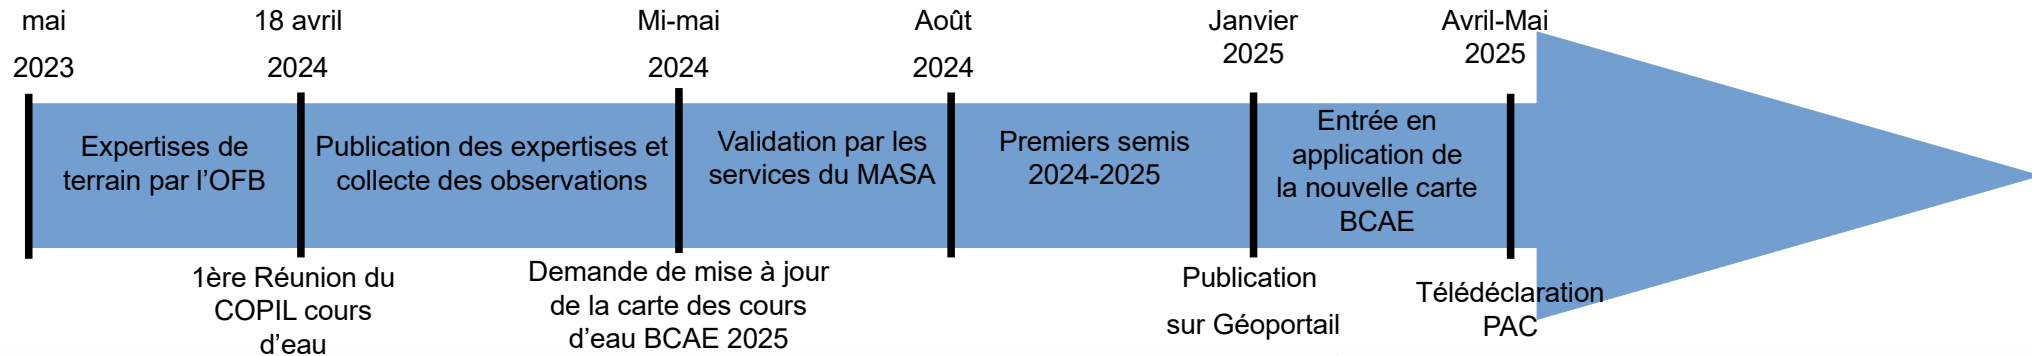 mai
2023
18 avril
2024
Mi-mai
2024
Août
2024
Janvier
2025
Avril-Mai
2025
Expertises de
terrain par l’OFB
Publication des expertises et
collecte des observations
Validation par les
services du MASA
Premiers semis
2024-2025
Entrée en
application de
la nouvelle carte
BCAE
1ère Réunion du
COPIL cours
d’eau
Demande de mise à jour
de la carte des cours
d’eau BCAE 2025
Publication
sur Géoportail
Télédéclaration
PAC